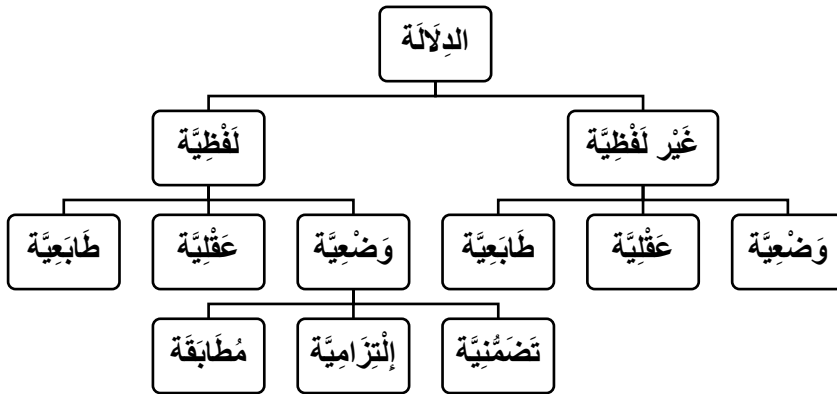 الدِلَالَة
غَيْر لَفْظِيَّة
لَفْظِيَّة
وَضْعِيَّة
عَقْلِيَّة
طَابَعِيَّة
وَضْعِيَّة
عَقْلِيَّة
طَابَعِيَّة
تَضَمُّنِيَّة
إِلْتِزَامِيَّة
مُطَابَقَة